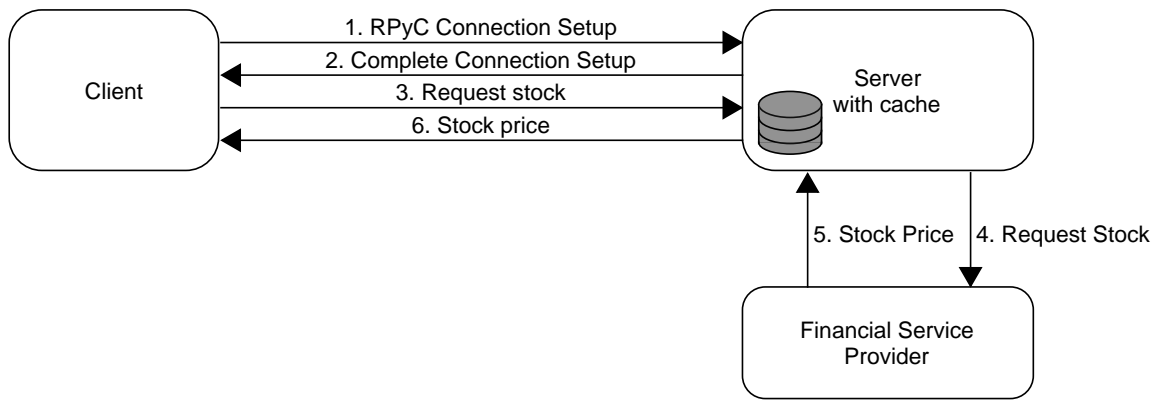 1. RPyC Connection Setup
2. Complete Connection Setup
3. Request stock
6. Stock price
Client
Server
with cache
5. Stock Price
4. Request Stock
Financial Service
Provider